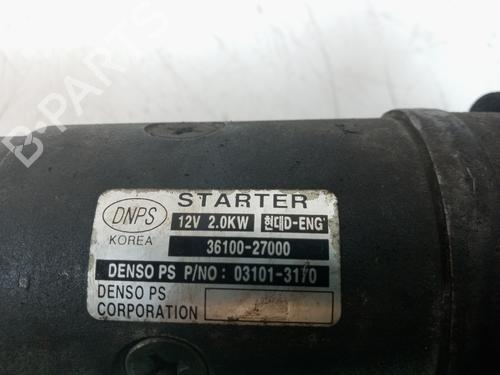 B-PARTS
STARTER
DNPS
12V 2.0KW 현대D-ENG'
KOREA
36100-27000
DENSO PS P/NO: 03101-3170
DENSO PS
CORPORATION